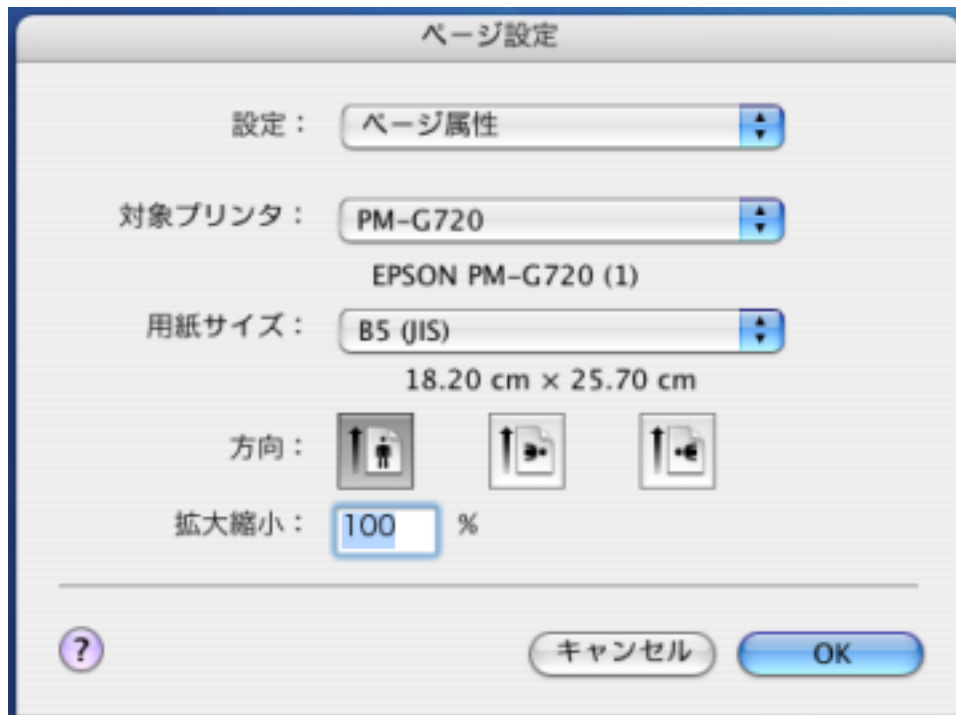 ページ設定
設定： ページ属性
対象プリンタ： PM-G720
EPSON PM-G720 (1)
用紙サイズ： B5 (JIS)
18.20 cm × 25.70 cm
方向：
拡大縮小： 100 %
? キャンセル OK